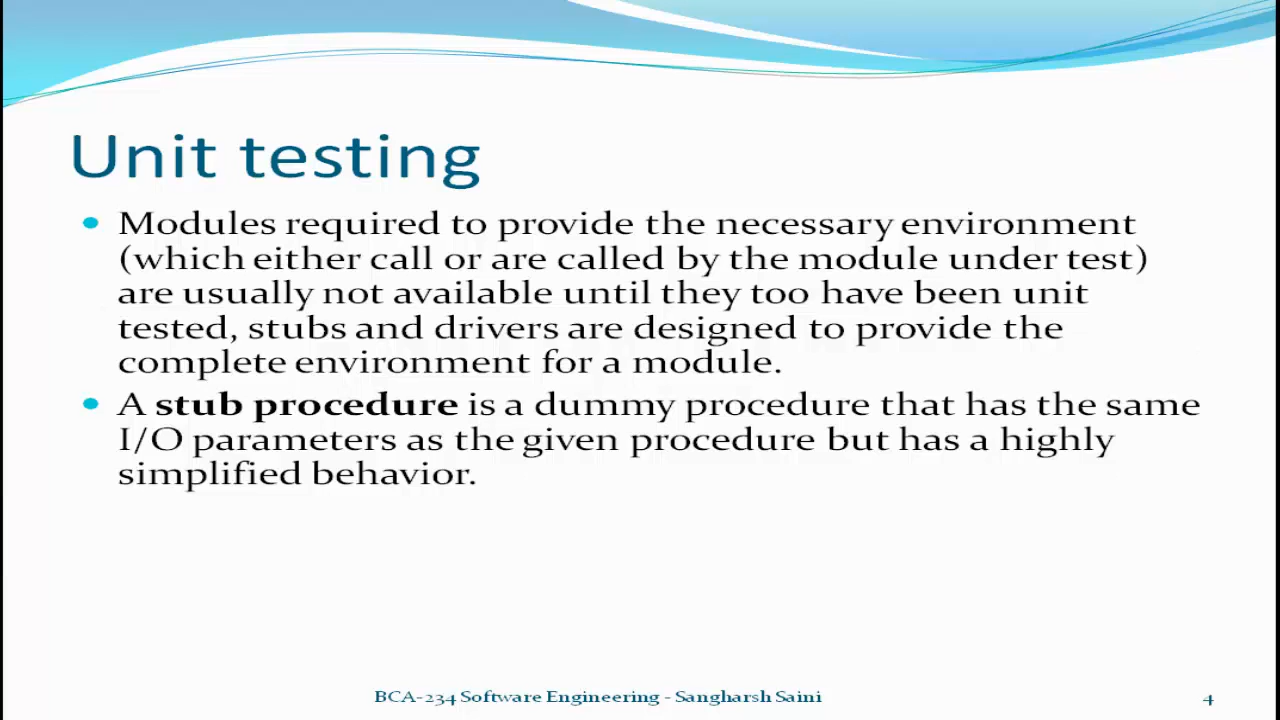 Unit testing
Modules required to provide the necessary environment
(which either call or are called by the module under test)
are usually not available until they too have been unit
tested, stubs and drivers are designed to provide the
complete environment for a module.
A stub procedure is a dummy procedure that has the same
I/O parameters as the given procedure but has a highly
simplified behavior.
BCA-234 Software Engineering - Sangharsh Saini
4